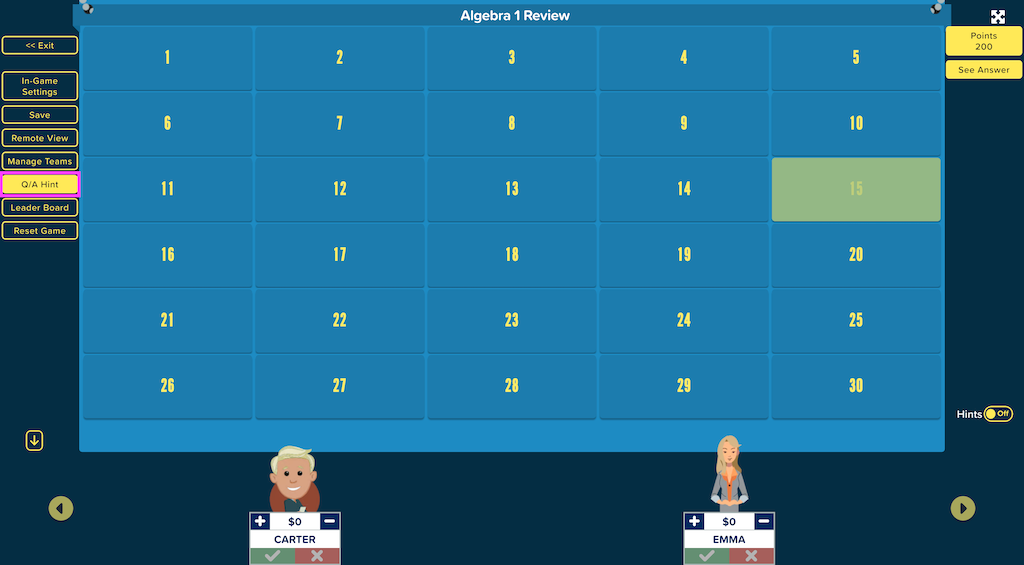 Algebra 1 Review
<< Exit
In-Game
Settings
Save
Remote View
Manage Teams
Q/A Hint
Leader Board
Reset Game
1 2 3 4 5
6 7 8 9 10
11 12 13 14 15
16 17 18 19 20
21 22 23 24 25
26 27 28 29 30
Points
200
See Answer
Hints Off
$0
CARTER
$0
EMMA